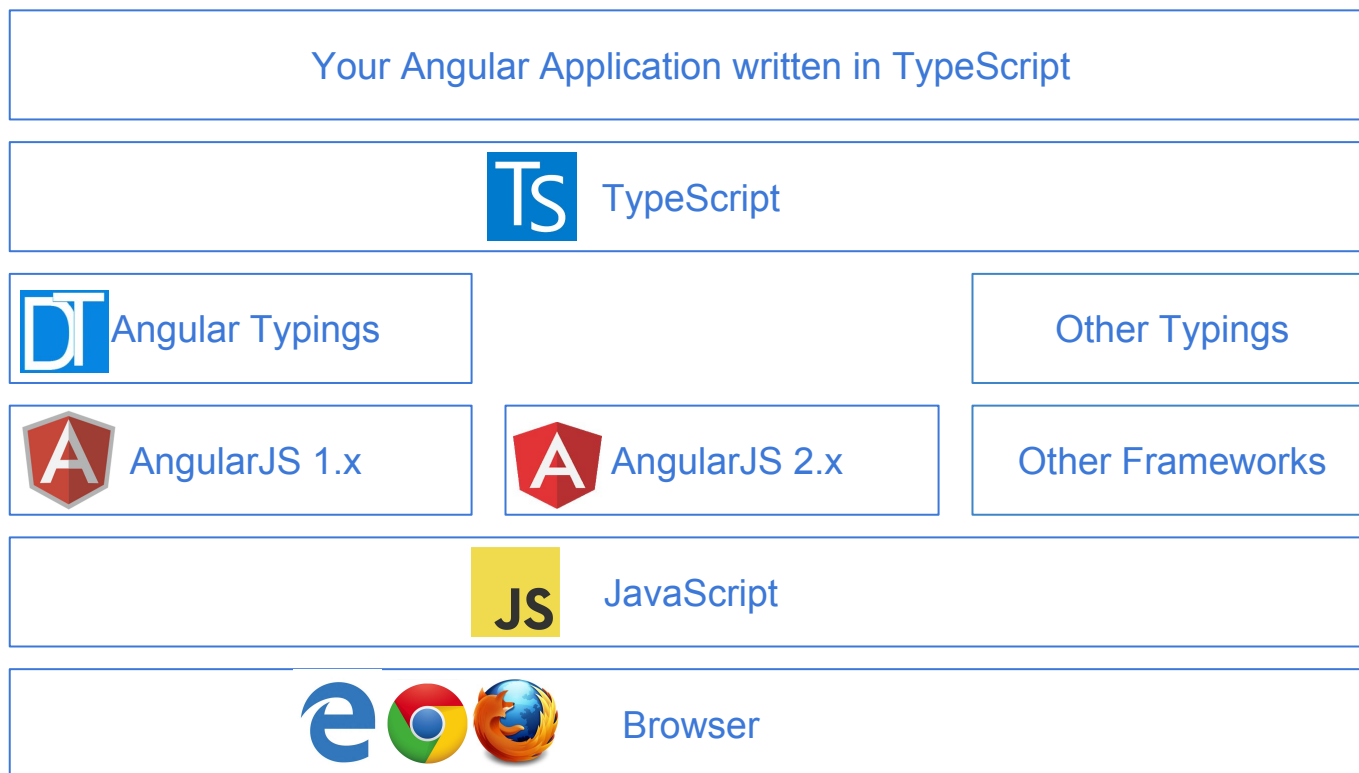 Your Angular Application written in TypeScript
TS TypeScript
DT Angular Typings
Other Typings
A AngularJS 1.x
A AngularJS 2.x
Other Frameworks
JS JavaScript
e Browser